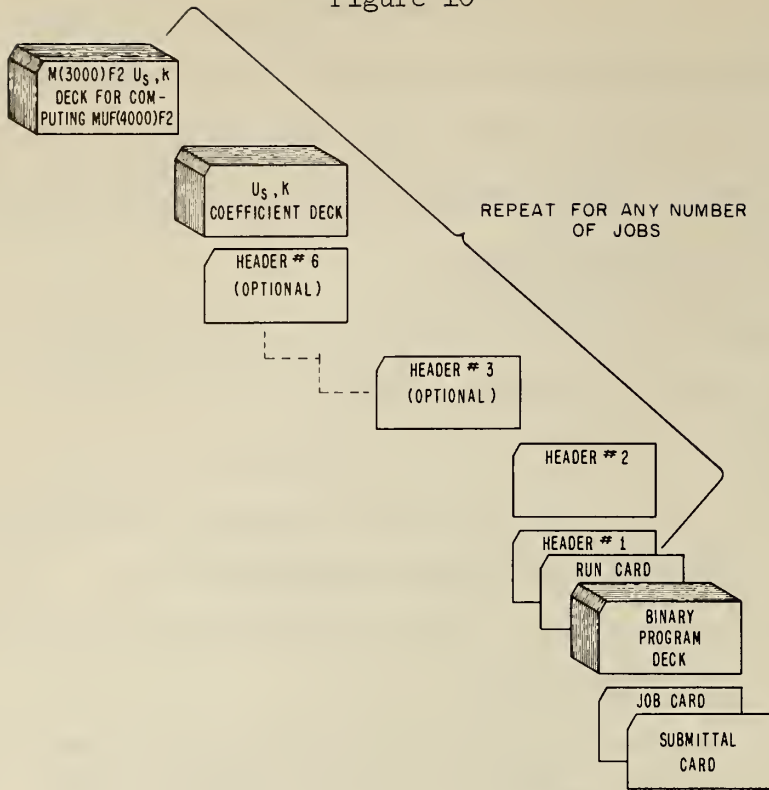 Figure 10
M(3000)F2 Us,k
DECK FOR COM-
PUTING MUF(4000)F2
Us,k
COEFFICIENT DECK
REPEAT FOR ANY NUMBER
OF JOBS
HEADER # 6
(OPTIONAL)
HEADER # 3
(OPTIONAL)
HEADER # 2
HEADER # 1
RUN CARD
BINARY
PROGRAM
DECK
JOB CARD
SUBMITTAL
CARD